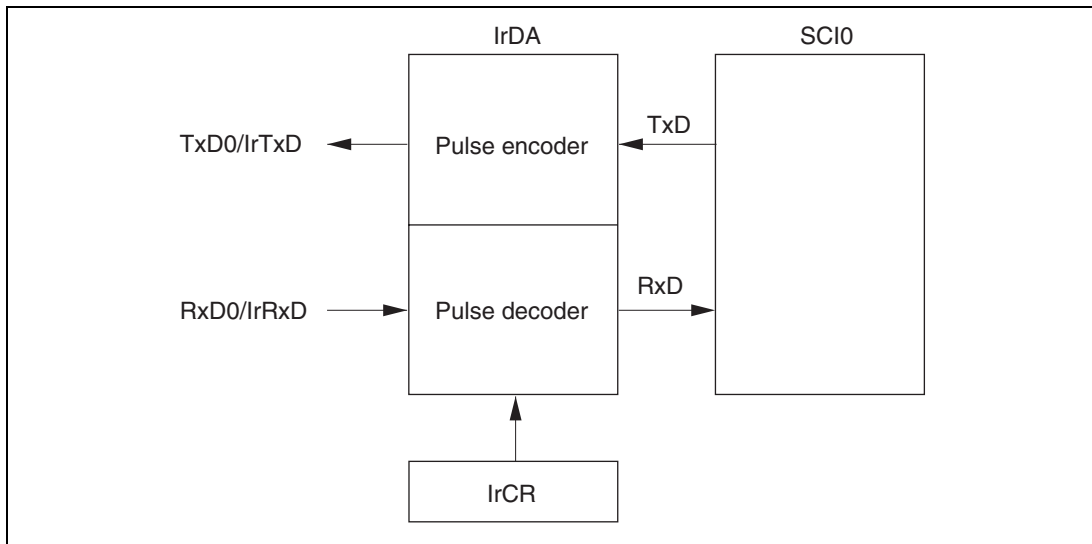 IrDA
SCI0
TxD0/IrTxD
Pulse encoder
TxD
RxD0/IrRxD
Pulse decoder
RxD
IrCR